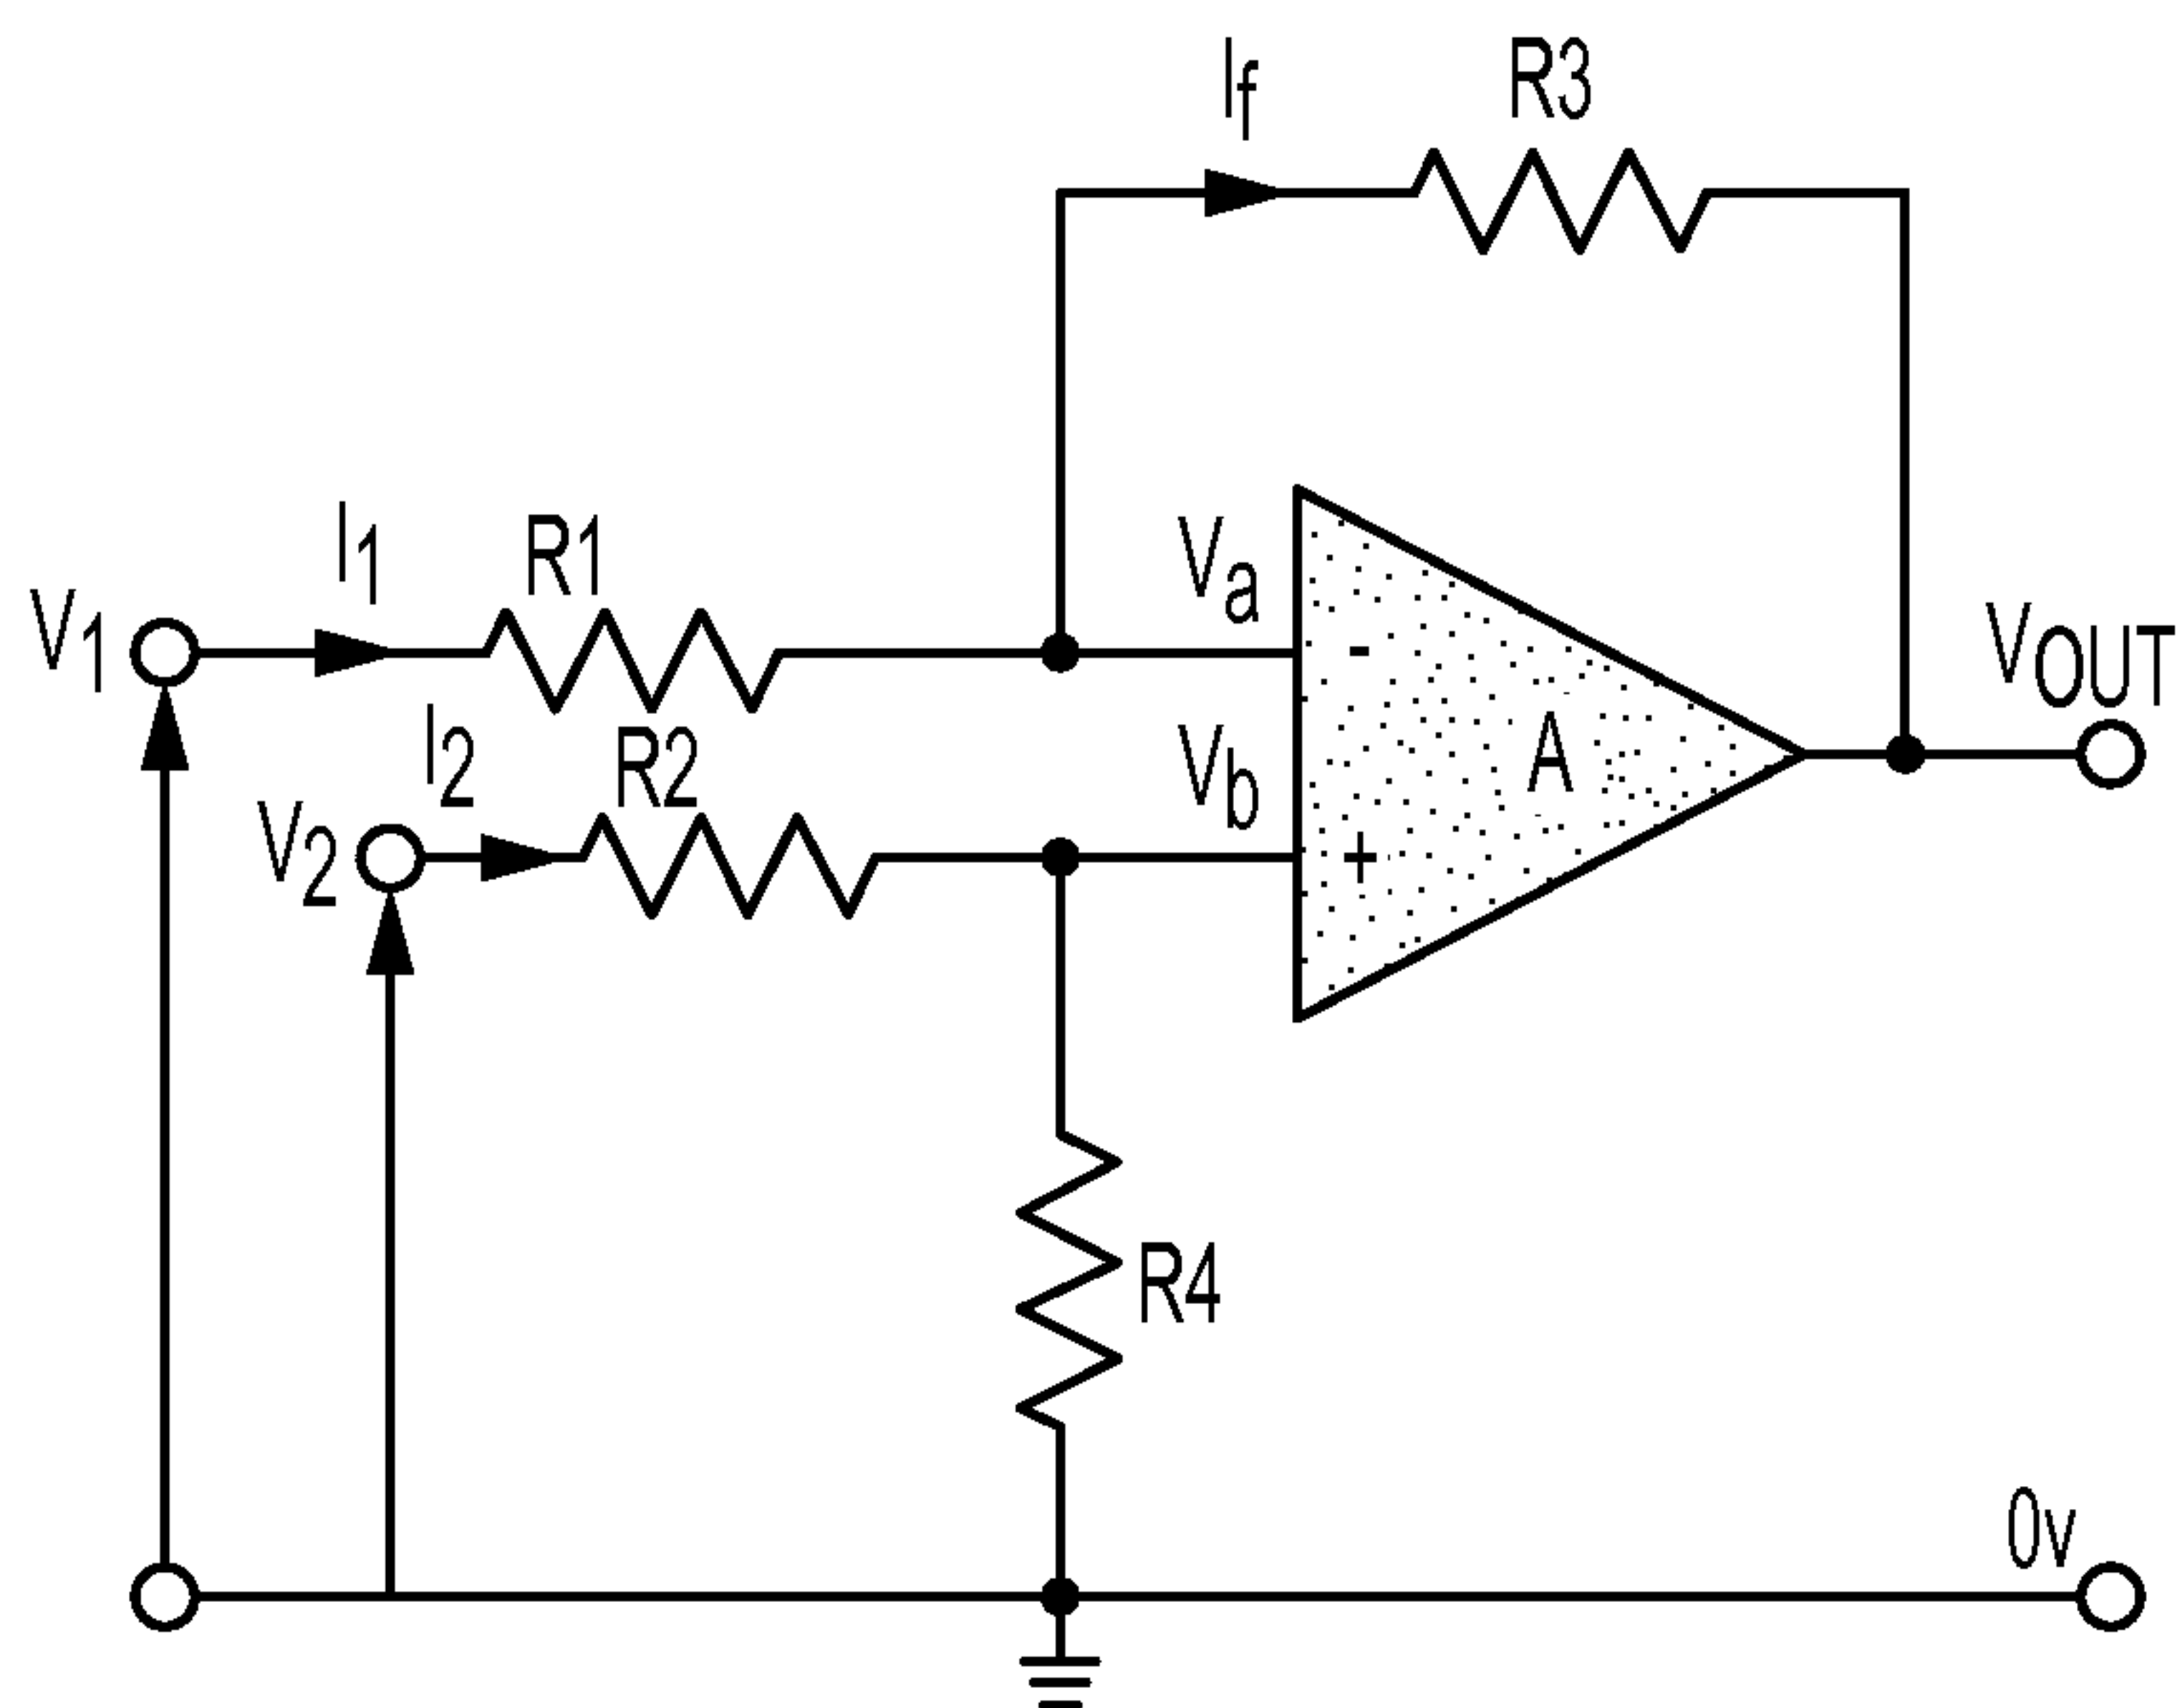 If
R3
I1
R1
Va
V1
-
VOUT
I2
R2
Vb
A
V2
+
R4
0v